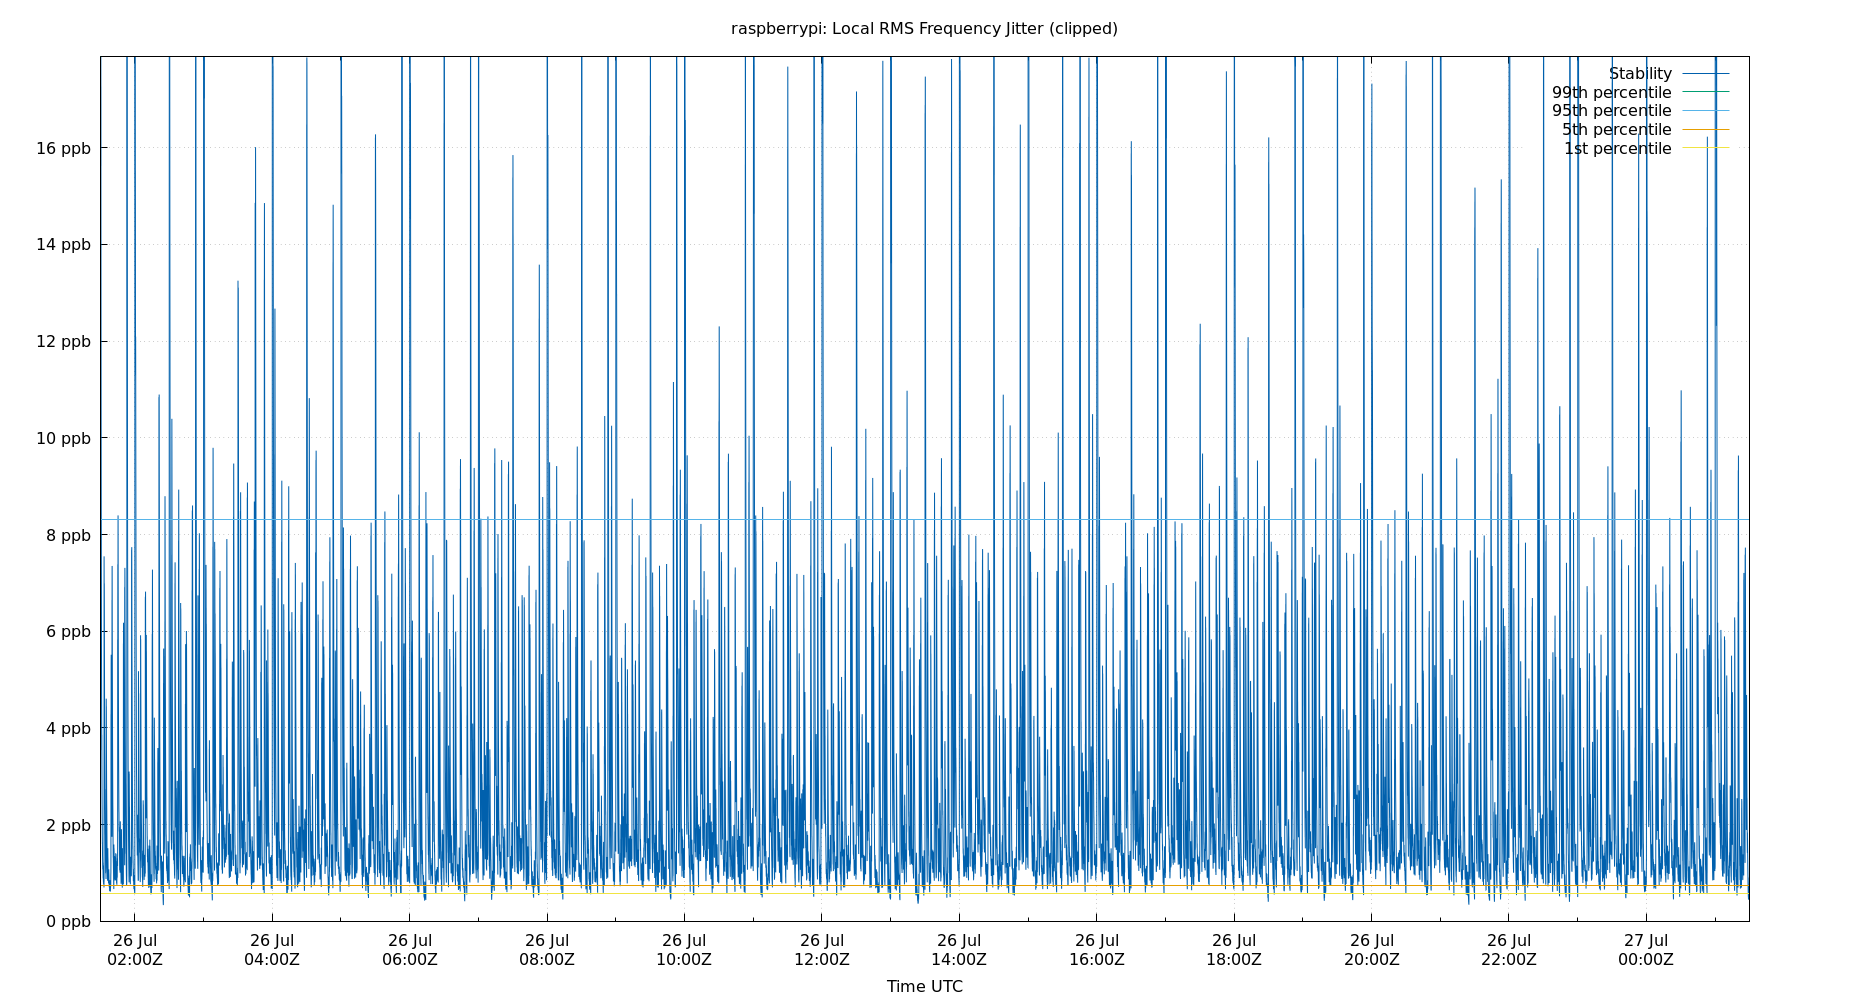 raspberrypi: Local RMS Frequency Jitter (clipped)
Stability
99th percentile
95th percentile
5th percentile
1st percentile
16 ppb
14 ppb
12 ppb
10 ppb
8 ppb
6 ppb
4 ppb
2 ppb
0 ppb
26 Jul 26 Jul 26 Jul 26 Jul 26 Jul 26 Jul 26 Jul 26 Jul 26 Jul 26 Jul 26 Jul 27 Jul
02:00Z 04:00Z 06:00Z 08:00Z 10:00Z 12:00Z 14:00Z 16:00Z 18:00Z 20:00Z 22:00Z 00:00Z
Time UTC